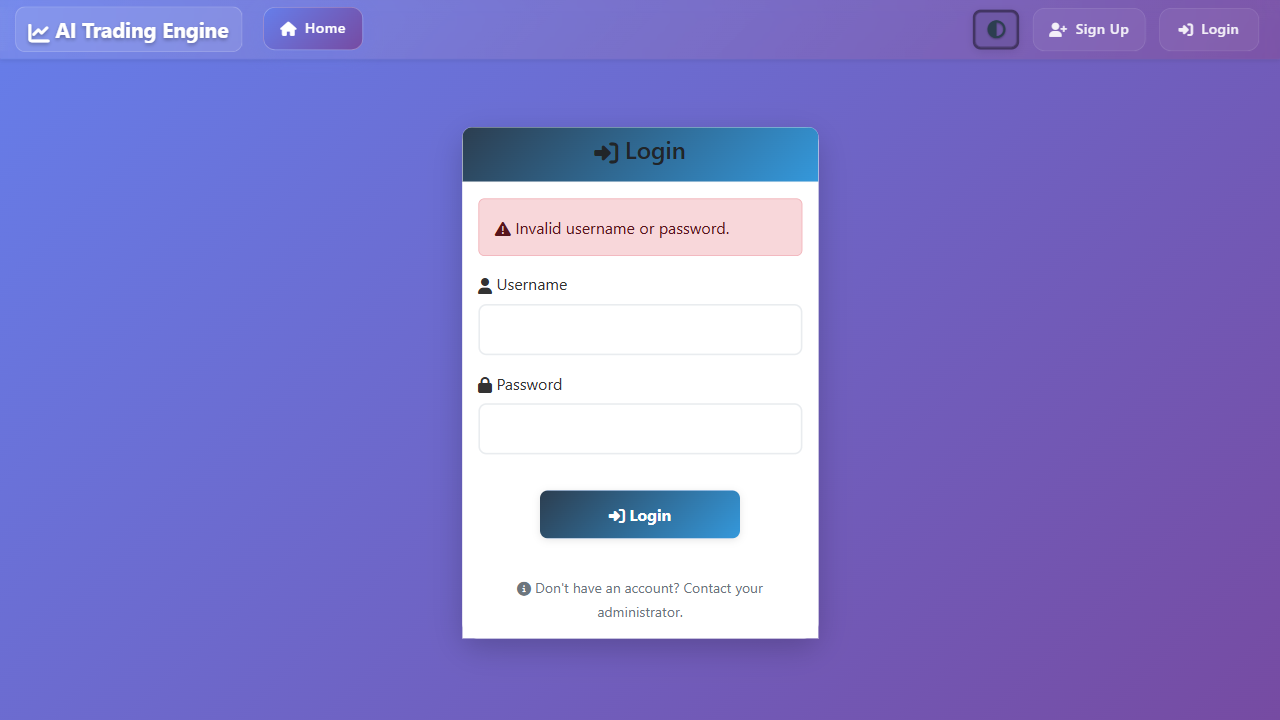 AI Trading Engine
Home
Sign Up
Login
Login
Invalid username or password.
Username
Password
Login
Don't have an account? Contact your
administrator.